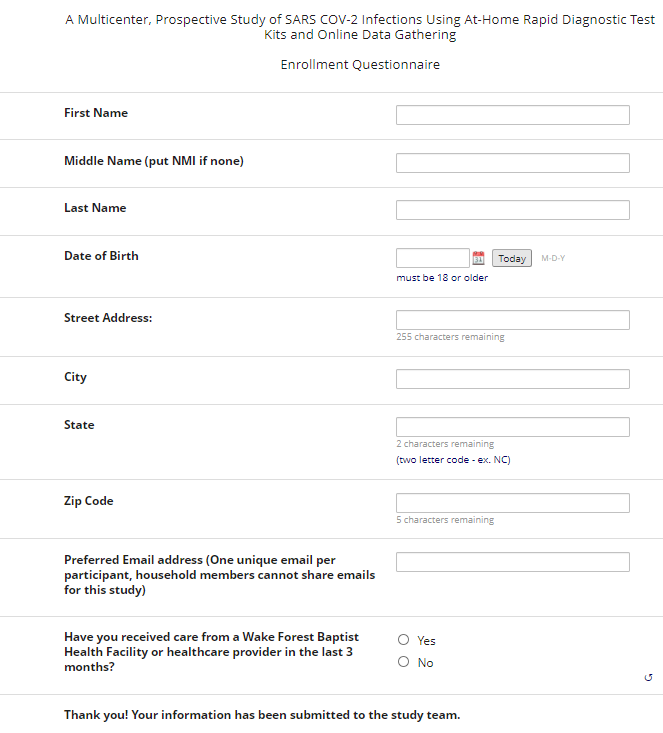 A Multicenter, Prospective Study of SARS COV-2 Infections Using At-Home Rapid Diagnostic Test
Kits and Online Data Gathering
Enrollment Questionnaire
First Name
Middle Name (put NMI if none)
Last Name
Date of Birth
31 Today M-D-Y
must be 18 or older
Street Address:
255 characters remaining
City
State
2 characters remaining
(two letter code - ex. NC)
Zip Code
5 characters remaining
Preferred Email address (One unique email per
participant, household members cannot share emails
for this study)
Have you received care from a Wake Forest Baptist
Health Facility or healthcare provider in the last 3
months?
Yes
No
Thank you! Your information has been submitted to the study team.